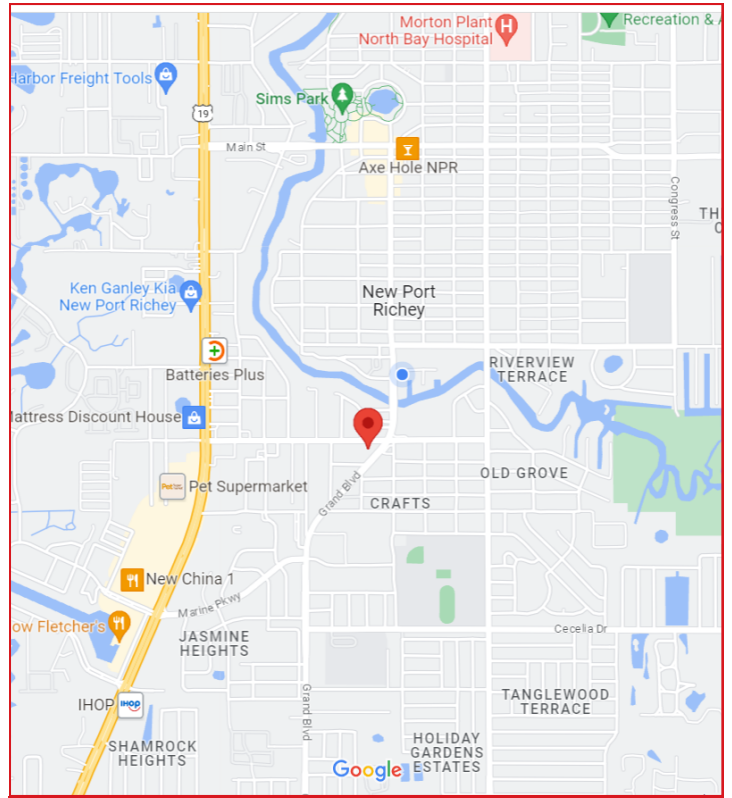 Morton Plant
North Bay Hospital
H
Recreation & A
Harbor Freight Tools
Sims Park
19
Main St
Axe Hole NPR
Congress St
TH
C
Ken Ganley Kia
New Port Richey
New Port
Richey
Batteries Plus
RIVERVIEW
TERRACE
Mattress Discount House
OLD GROVE
Pet Supermarket
Grand Blvd
CRAFTS
New China 1
Marine Pkwy
ow Fletcher's
Cecelia Dr
JASMINE
HEIGHTS
IHOP
IHOP
Grand Blvd
TANGLEWOOD
TERRACE
SHAMROCK
HEIGHTS
HOLIDAY
GARDENS
ESTATES
Google